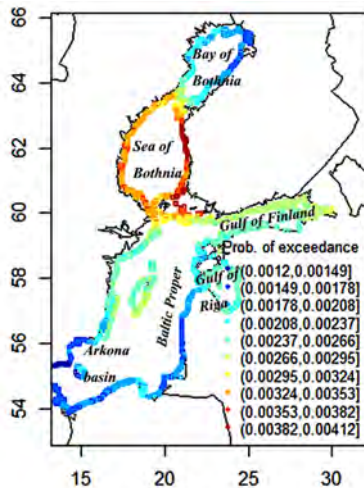 66
64
62
60
58
56
54
15
20
25
30
Bay of
Bothnia
Sea of
Bothnia
Gulf of Finland
Gulf of
Riga
Baltic Proper
Arkona
basin
Prob. of exceedance
(0.0012,0.00149]
(0.00149,0.00178]
(0.00178,0.00208]
(0.00208,0.00237]
(0.00237,0.00266]
(0.00266,0.00295]
(0.00295,0.00324]
(0.00324,0.00353]
(0.00353,0.00382]
(0.00382,0.00412]